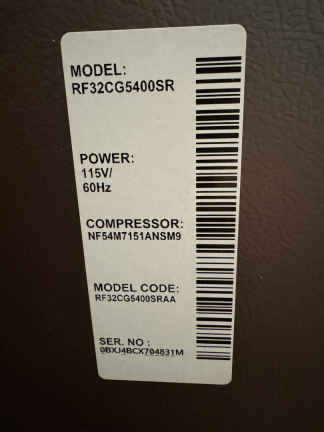 MODEL:
RF32CG5400SR
POWER:
115V/
60Hz
COMPRESSOR:
NF54M7151ANSM9
MODEL CODE:
RF32CG5400SRAA
SER. NO :
0BXJ4BCX704831M